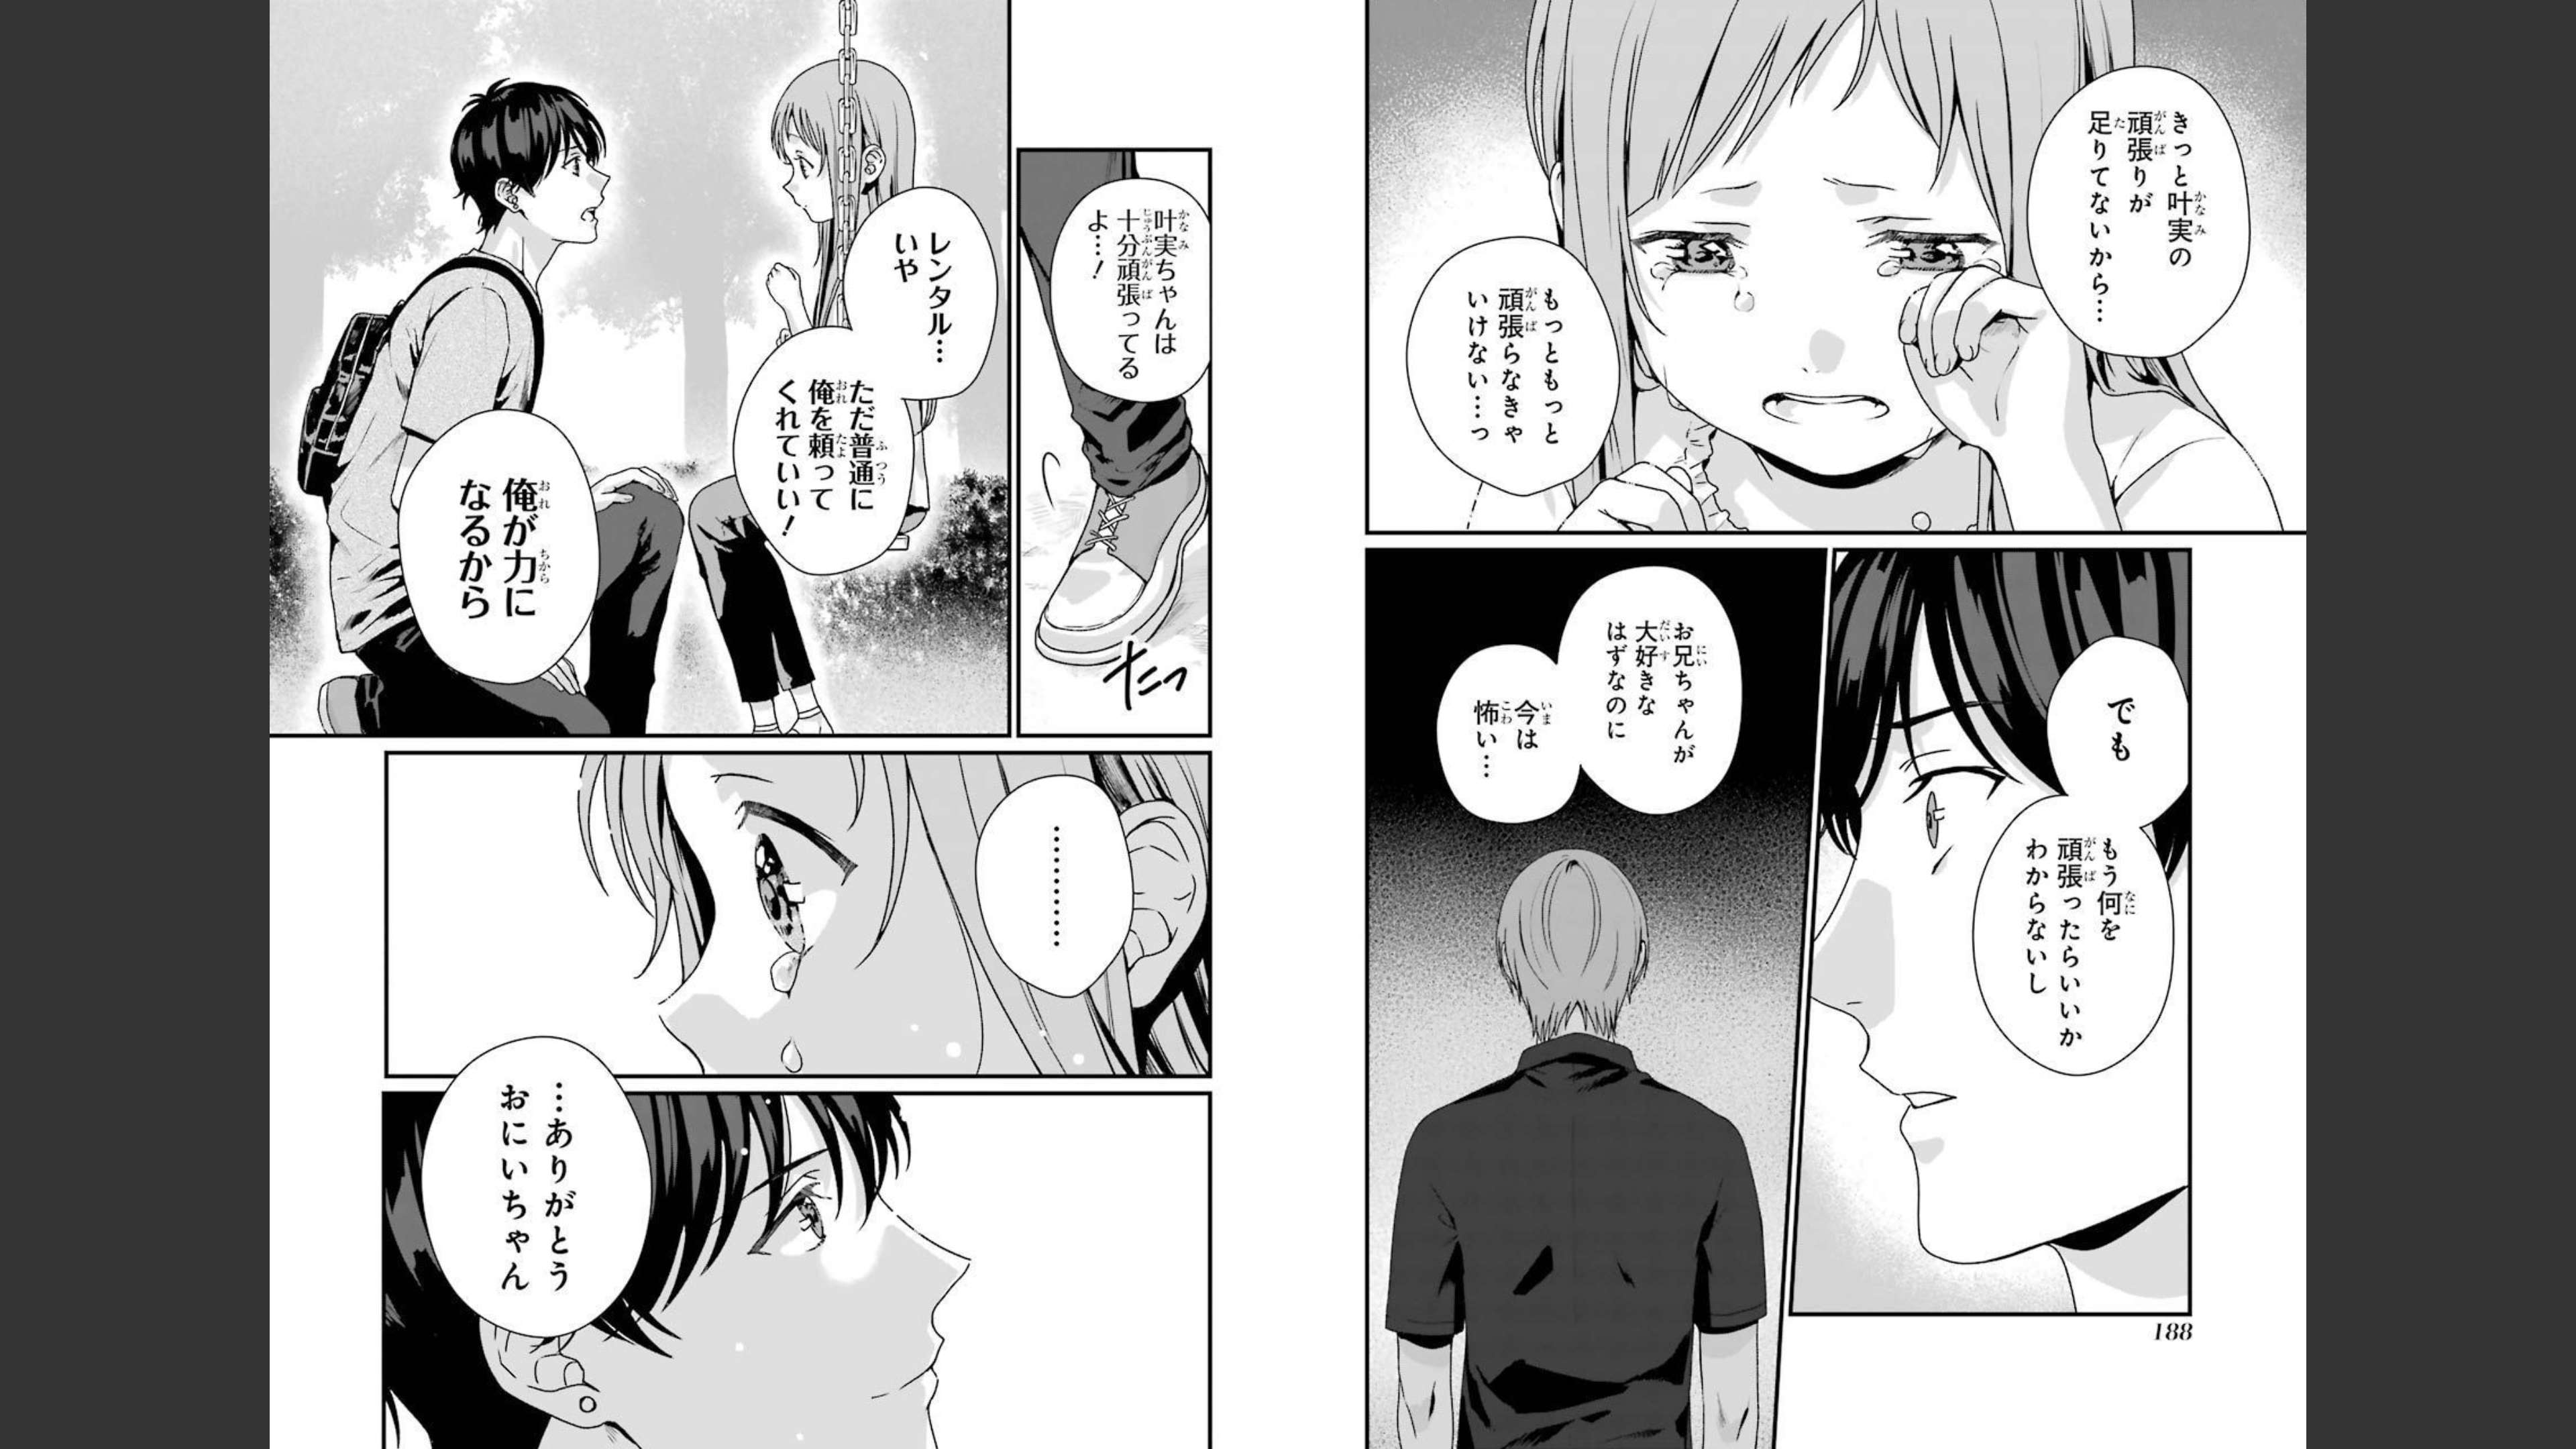 きっと叶実の
頑張りが
足りてないから…
もっともっと
頑張らなきゃ
いけない…っ
でも
もう何を
頑張ったらいいか
わからないし
お兄ちゃんが
大好きな
はずなのに
今は
怖い…
188
叶実ちゃんは
十分頑張ってる
よ…！
たっ
レンタル…
いや
ただ普通に
俺を頼って
くれていい！
俺が力に
なるから
…………
…ありがとう
おにいちゃん